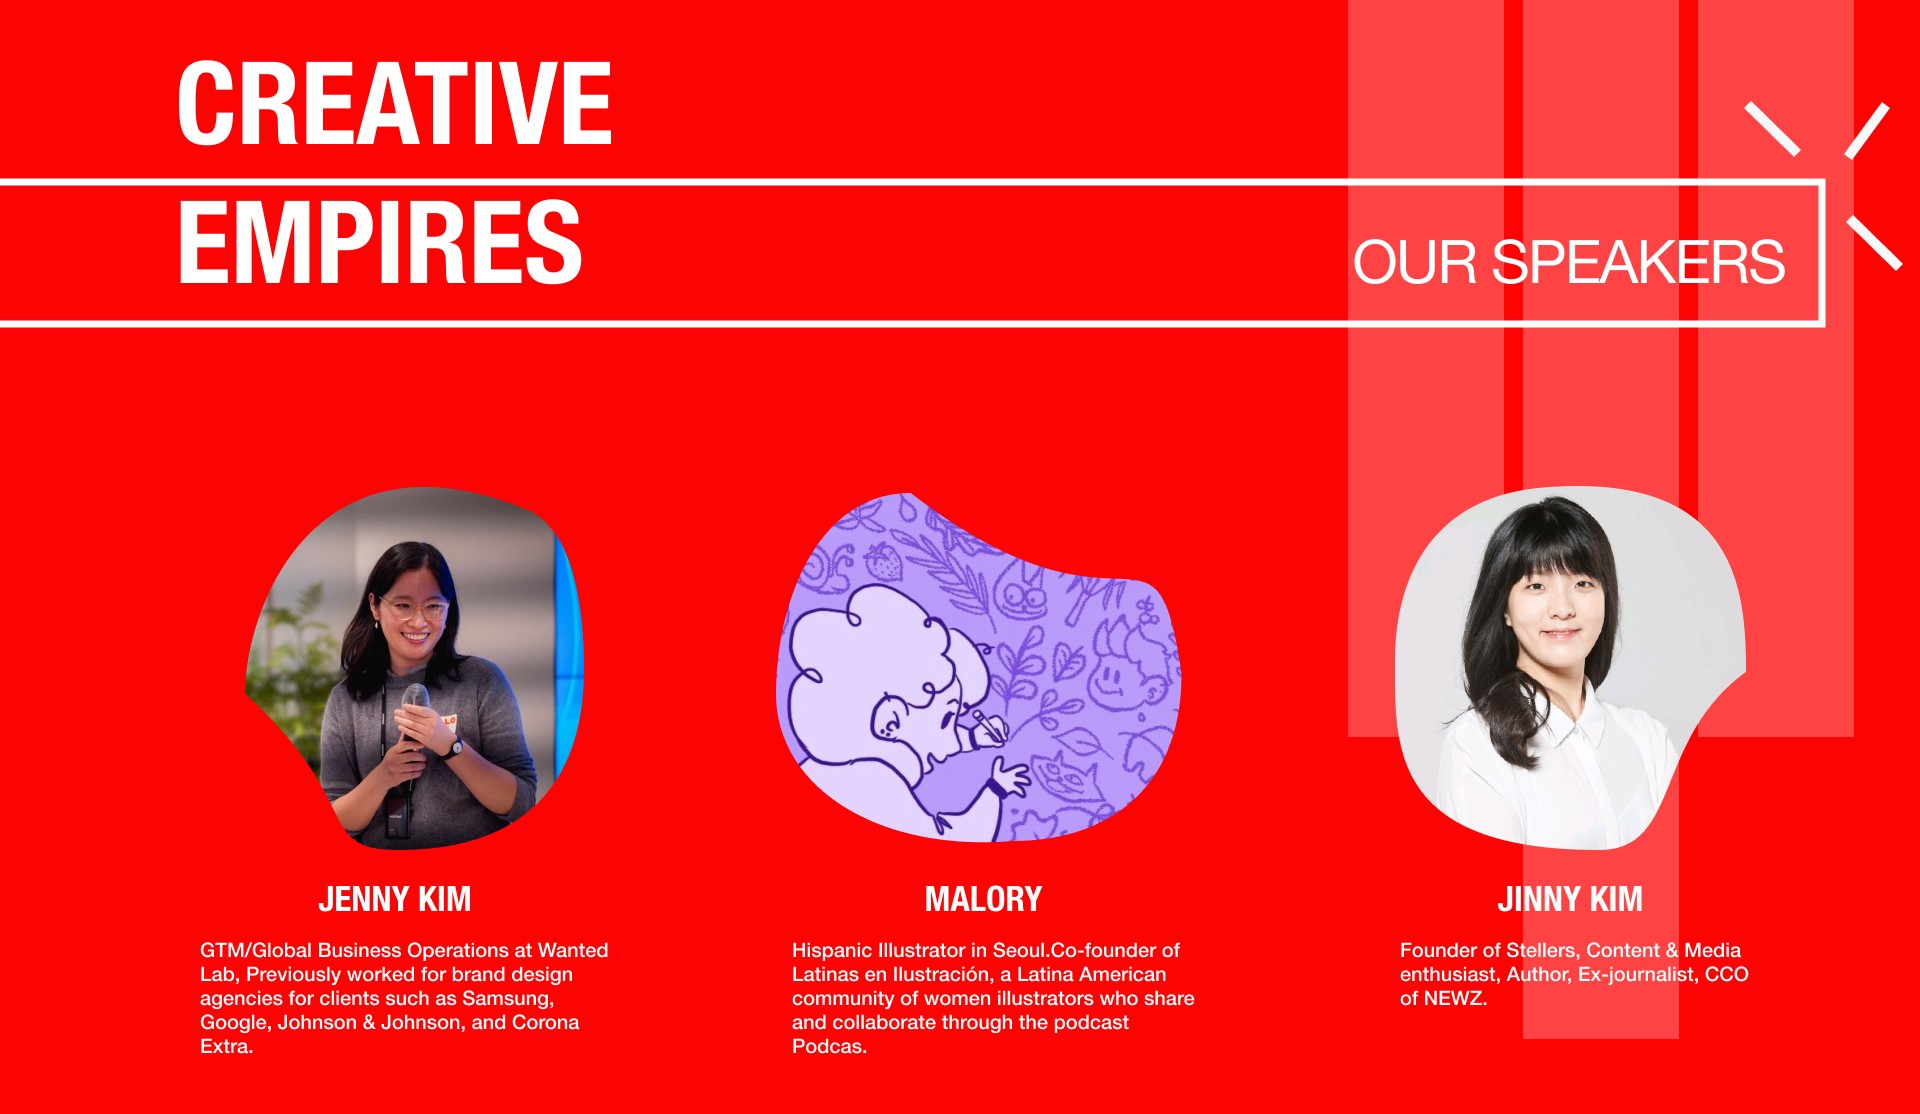 CREATIVE
EMPIRES
OUR SPEAKERS
JENNY KIM
GTM/Global Business Operations at Wanted
Lab, Previously worked for brand design
agencies for clients such as Samsung,
Google, Johnson & Johnson, and Corona
Extra.
MALORY
Hispanic Illustrator in Seoul.Co-founder of
Latinas en Ilustración, a Latina American
community of women illustrators who share
and collaborate through the podcast
Podcas.
JINNY KIM
Founder of Stellers, Content & Media
enthusiast, Author, Ex-journalist, CCO
of NEWZ.